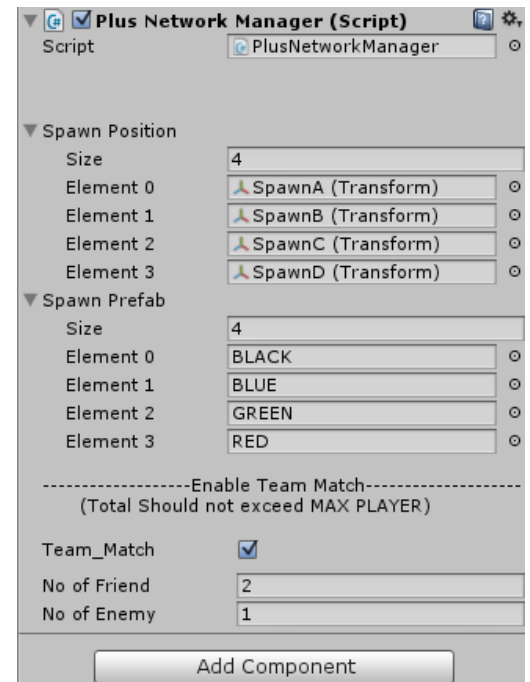 Plus Network Manager (Script)
Script PlusNetworkManager
Spawn Position
Size 4
Element 0 SpawnA (Transform)
Element 1 SpawnB (Transform)
Element 2 SpawnC (Transform)
Element 3 SpawnD (Transform)
Spawn Prefab
Size 4
Element 0 BLACK
Element 1 BLUE
Element 2 GREEN
Element 3 RED
-------------------Enable Team Match--------------------
(Total Should not exceed MAX PLAYER)
Team_Match
No of Friend 2
No of Enemy 1
Add Component